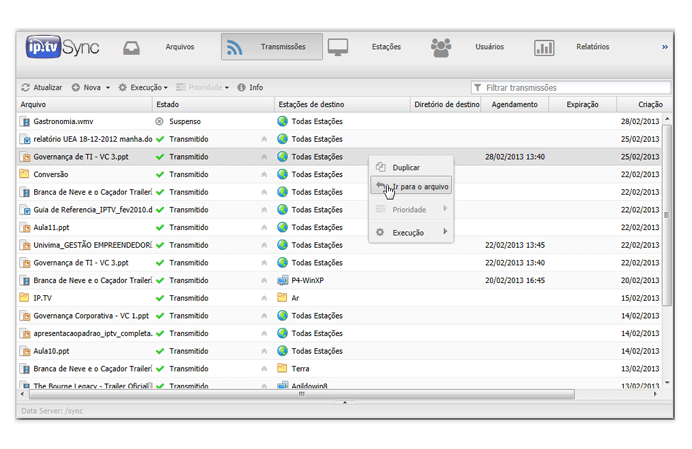 ip.tv Sync Arquivos Transmissões Estações Usuários Relatórios »
Atualizar Nova Execução Prioridade Info Filtrar transmissões
Arquivo Estado Estações de destino Diretório de destino Agendamento Expiração Criação
Gastronomia.wmv Suspenso Todas Estações 28/02/2013
relatório UEA 18-12-2012 manha.do Transmitido Todas Estações 25/02/2013
Governança de TI - VC 3.ppt Transmitido Todas Estações 28/02/2013 13:40 25/02/2013
Conversão Transmitido Todas Estações Duplicar 22/02/2013
Branca de Neve e o Caçador Trailerl Transmitido Todas Estações Ir para o arquivo 22/02/2013
Guia de Referencia_IPTV_fev2010.d Transmitido Todas Estações Prioridade 22/02/2013
Aula11.ppt Transmitido Todas Estações Execução 22/02/2013
Univima_GESTÃO EMPREENDEDORÍ Transmitido Todas Estações 22/02/2013 13:45 22/02/2013
Governança de TI - VC 3.ppt Transmitido Todas Estações 22/02/2013 13:40 22/02/2013
Branca de Neve e o Caçador Trailerl Transmitido P4-WinXP 20/02/2013 16:45 20/02/2013
IP.TV Transmitido Ar 15/02/2013
Governança Corporativa - VC 1.ppt Transmitido Todas Estações 14/02/2013
apresentacaopadrao_iptv_completa. Transmitido Todas Estações 14/02/2013
Aula10.ppt Transmitido Todas Estações 14/02/2013
Branca de Neve e o Caçador Trailerl Transmitido Terra 13/02/2013
The Bourne Legacy - Trailer Oficial Transmitido Agildowin8 13/02/2013
Data Server: /sync